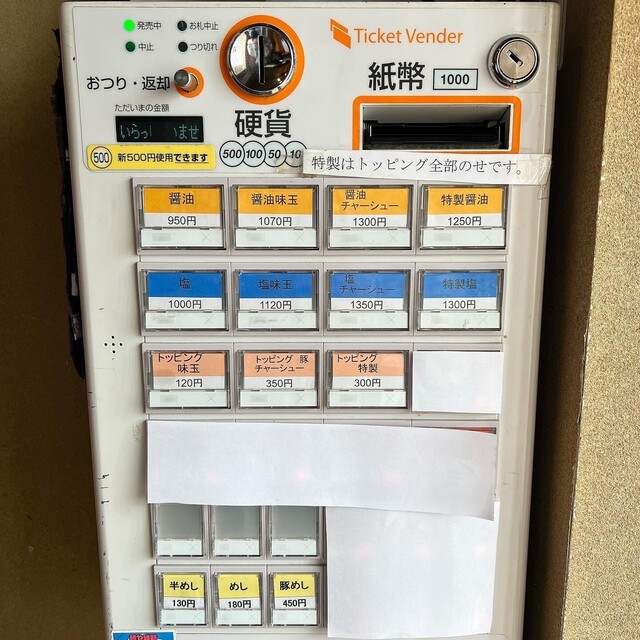 発売中
お札中止
中止
つり切れ
Ticket Vender
おつり・返却
紙幣 1000
ただいまの金額
いらっ いませ
硬貨
500 新500円使用できます
500 100 50 10
特製はトッピング全部のせです。
醤油
950円
醤油味玉
1070円
醤油
チャーシュー
1300円
特製醤油
1250円
塩
1000円
塩味玉
1120円
塩
チャーシュー
1350円
特製塩
1300円
トッピング
味玉
120円
トッピング 豚
チャーシュー
350円
トッピング
特製
300円
半めし
130円
めし
180円
豚めし
450円